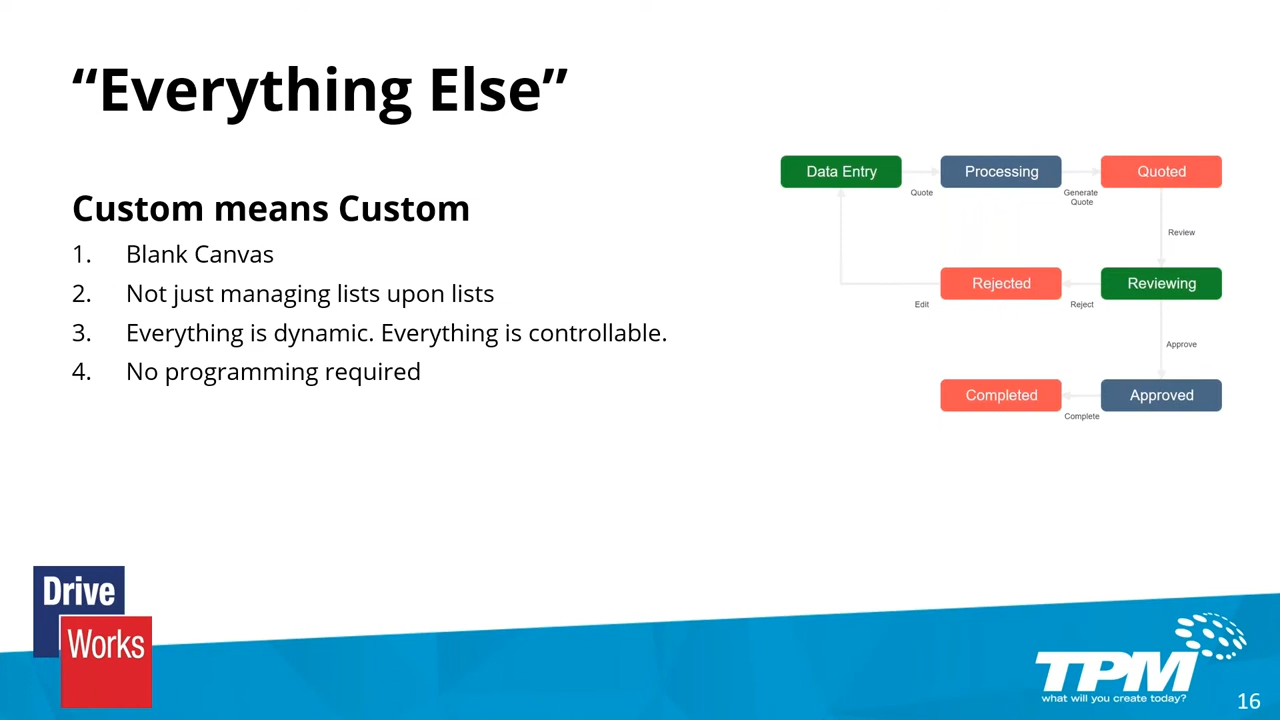 “Everything Else”
Custom means Custom
1. Blank Canvas
2. Not just managing lists upon lists
3. Everything is dynamic. Everything is controllable.
4. No programming required
Data Entry
Quote
Processing
Generate
Quote
Quoted
Review
Rejected
Edit
Reject
Reviewing
Approve
Completed
Complete
Approved
Drive
Works
TPM
what will you create today?
16